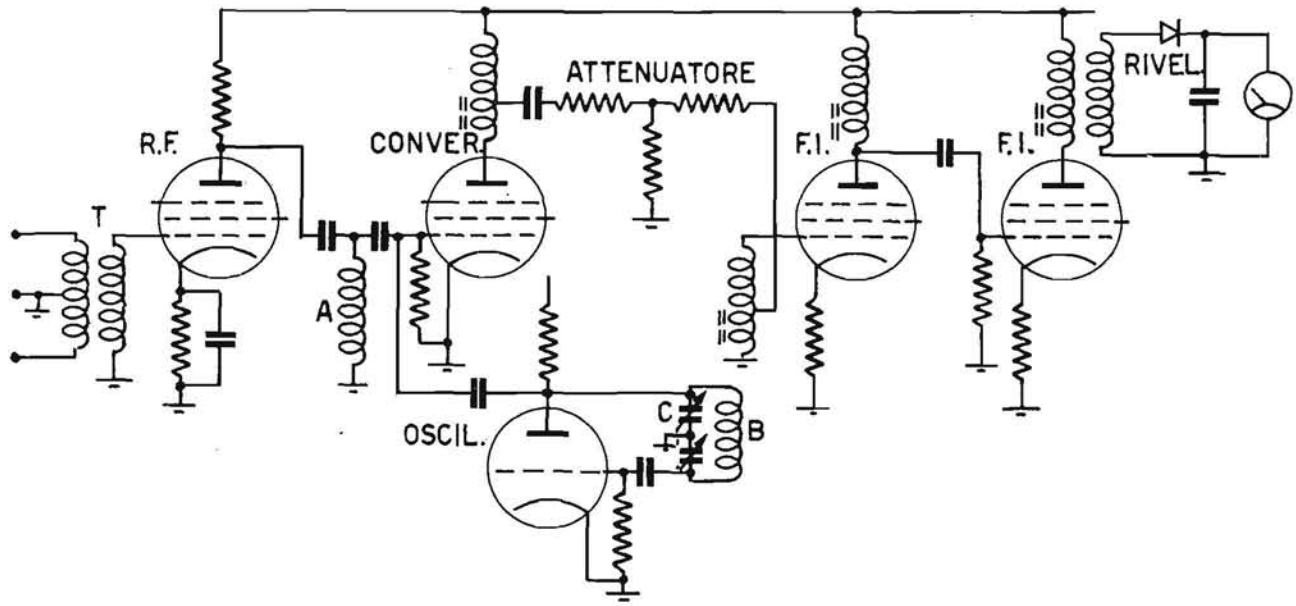 ATTENUATORE
RIVEL.
R.F.
CONVER.
F.I.
F.I.
T
A
OSCIL.
C
B